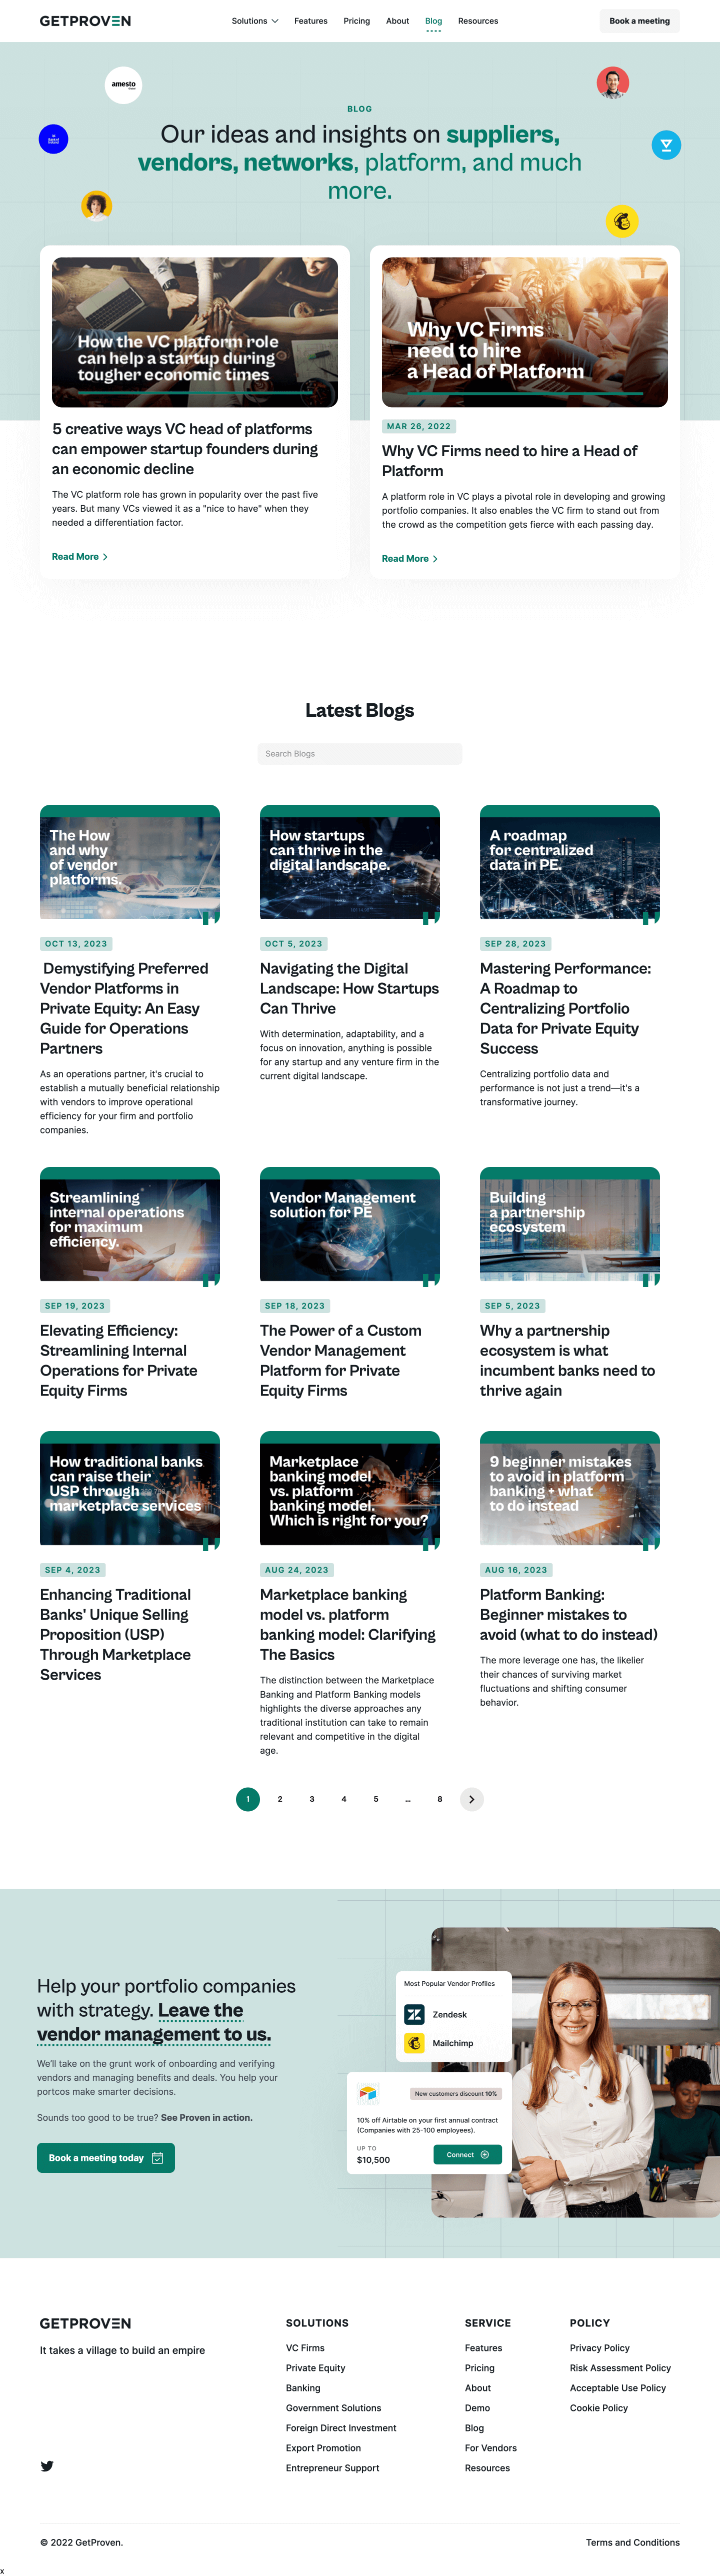 GETPROVEN
Solutions
Features
Pricing
About
Blog
Resources
Book a meeting
amesto
BLOG
Our ideas and insights on suppliers,
vendors, networks, platform, and much
more.
How the VC platform role
can help a startup during
tougher economic times
5 creative ways VC head of platforms
can empower startup founders during
an economic decline
The VC platform role has grown in popularity over the past five
years. But many VCs viewed it as a "nice to have" when they
needed a differentiation factor.
Read More
Why VC Firms
need to hire
a Head of Platform
MAR 26, 2022
Why VC Firms need to hire a Head of
Platform
A platform role in VC plays a pivotal role in developing and growing
portfolio companies. It also enables the VC firm to stand out from
the crowd as the competition gets fierce with each passing day.
Read More
Latest Blogs
Search Blogs
The How
and why
of vendor
platforms.
OCT 13, 2023
Demystifying Preferred
Vendor Platforms in
Private Equity: An Easy
Guide for Operations
Partners
As an operations partner, it's crucial to
establish a mutually beneficial relationship
with vendors to improve operational
efficiency for your firm and portfolio
companies.
How startups
can thrive in the
digital landscape.
OCT 5, 2023
Navigating the Digital
Landscape: How Startups
Can Thrive
With determination, adaptability, and a
focus on innovation, anything is possible
for any startup and any venture firm in the
current digital landscape.
A roadmap
for centralized
data in PE.
SEP 28, 2023
Mastering Performance:
A Roadmap to
Centralizing Portfolio
Data for Private Equity
Success
Centralizing portfolio data and
performance is not just a trend—it's a
transformative journey.
Streamlining
internal operations
for maximum
efficiency.
SEP 19, 2023
Elevating Efficiency:
Streamlining Internal
Operations for Private
Equity Firms
Vendor Management
solution for PE
SEP 18, 2023
The Power of a Custom
Vendor Management
Platform for Private
Equity Firms
Building
a partnership
ecosystem
SEP 5, 2023
Why a partnership
ecosystem is what
incumbent banks need to
thrive again
How traditional banks
can raise their
USP through
marketplace services
SEP 4, 2023
Enhancing Traditional
Banks' Unique Selling
Proposition (USP)
Through Marketplace
Services
Marketplace
banking model
vs. platform
banking model.
Which is right for you?
AUG 24, 2023
Marketplace banking
model vs. platform
banking model: Clarifying
The Basics
The distinction between the Marketplace
Banking and Platform Banking models
highlights the diverse approaches any
traditional institution can take to remain
relevant and competitive in the digital
age.
9 beginner mistakes
to avoid in platform
banking + what
to do instead
AUG 16, 2023
Platform Banking:
Beginner mistakes to
avoid (what to do instead)
The more leverage one has, the likelier
their chances of surviving market
fluctuations and shifting consumer
behavior.
1 2 3 4 5 ... 8
Help your portfolio companies
with strategy. Leave the
vendor management to us.
We'll take on the grunt work of onboarding and verifying
vendors and managing benefits and deals. You help your
portcos make smarter decisions.
Sounds too good to be true? See Proven in action.
Book a meeting today
Most Popular Vendor Profiles
Zendesk
Mailchimp
New customers discount 10%
10% off Airtable on your first annual contract
(Companies with 25-100 employees).
UP TO
$10,500
Connect
GETPROVEN
It takes a village to build an empire
SOLUTIONS
VC Firms
Private Equity
Banking
Government Solutions
Foreign Direct Investment
Export Promotion
Entrepreneur Support
SERVICE
Features
Pricing
About
Demo
Blog
For Vendors
Resources
POLICY
Privacy Policy
Risk Assessment Policy
Acceptable Use Policy
Cookie Policy
© 2022 GetProven.
Terms and Conditions
x